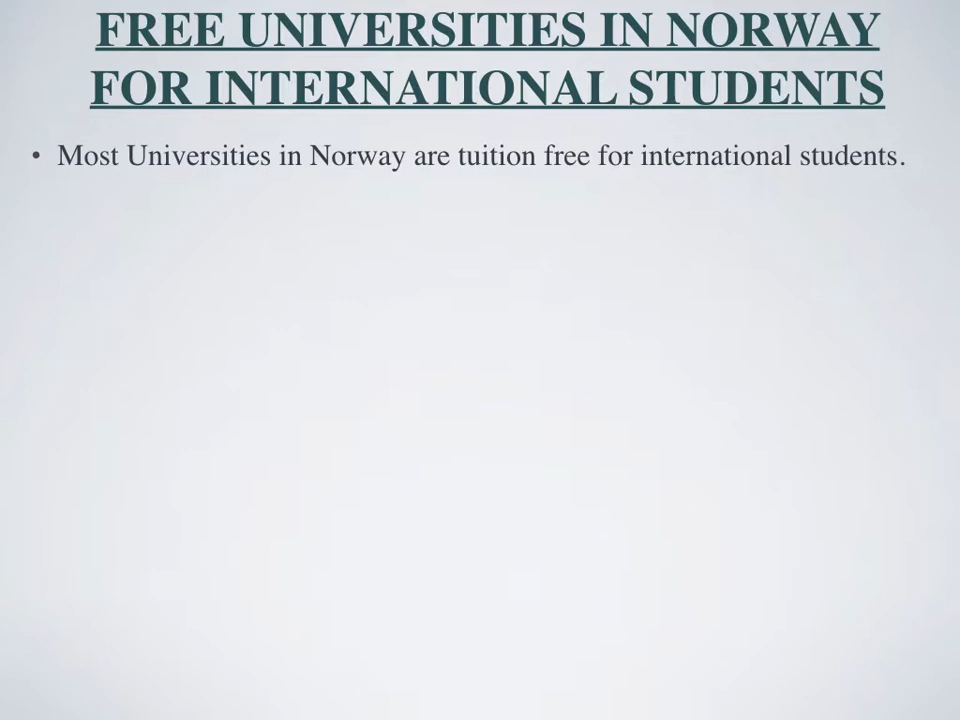 FREE UNIVERSITIES IN NORWAY
FOR INTERNATIONAL STUDENTS
• Most Universities in Norway are tuition free for international students.